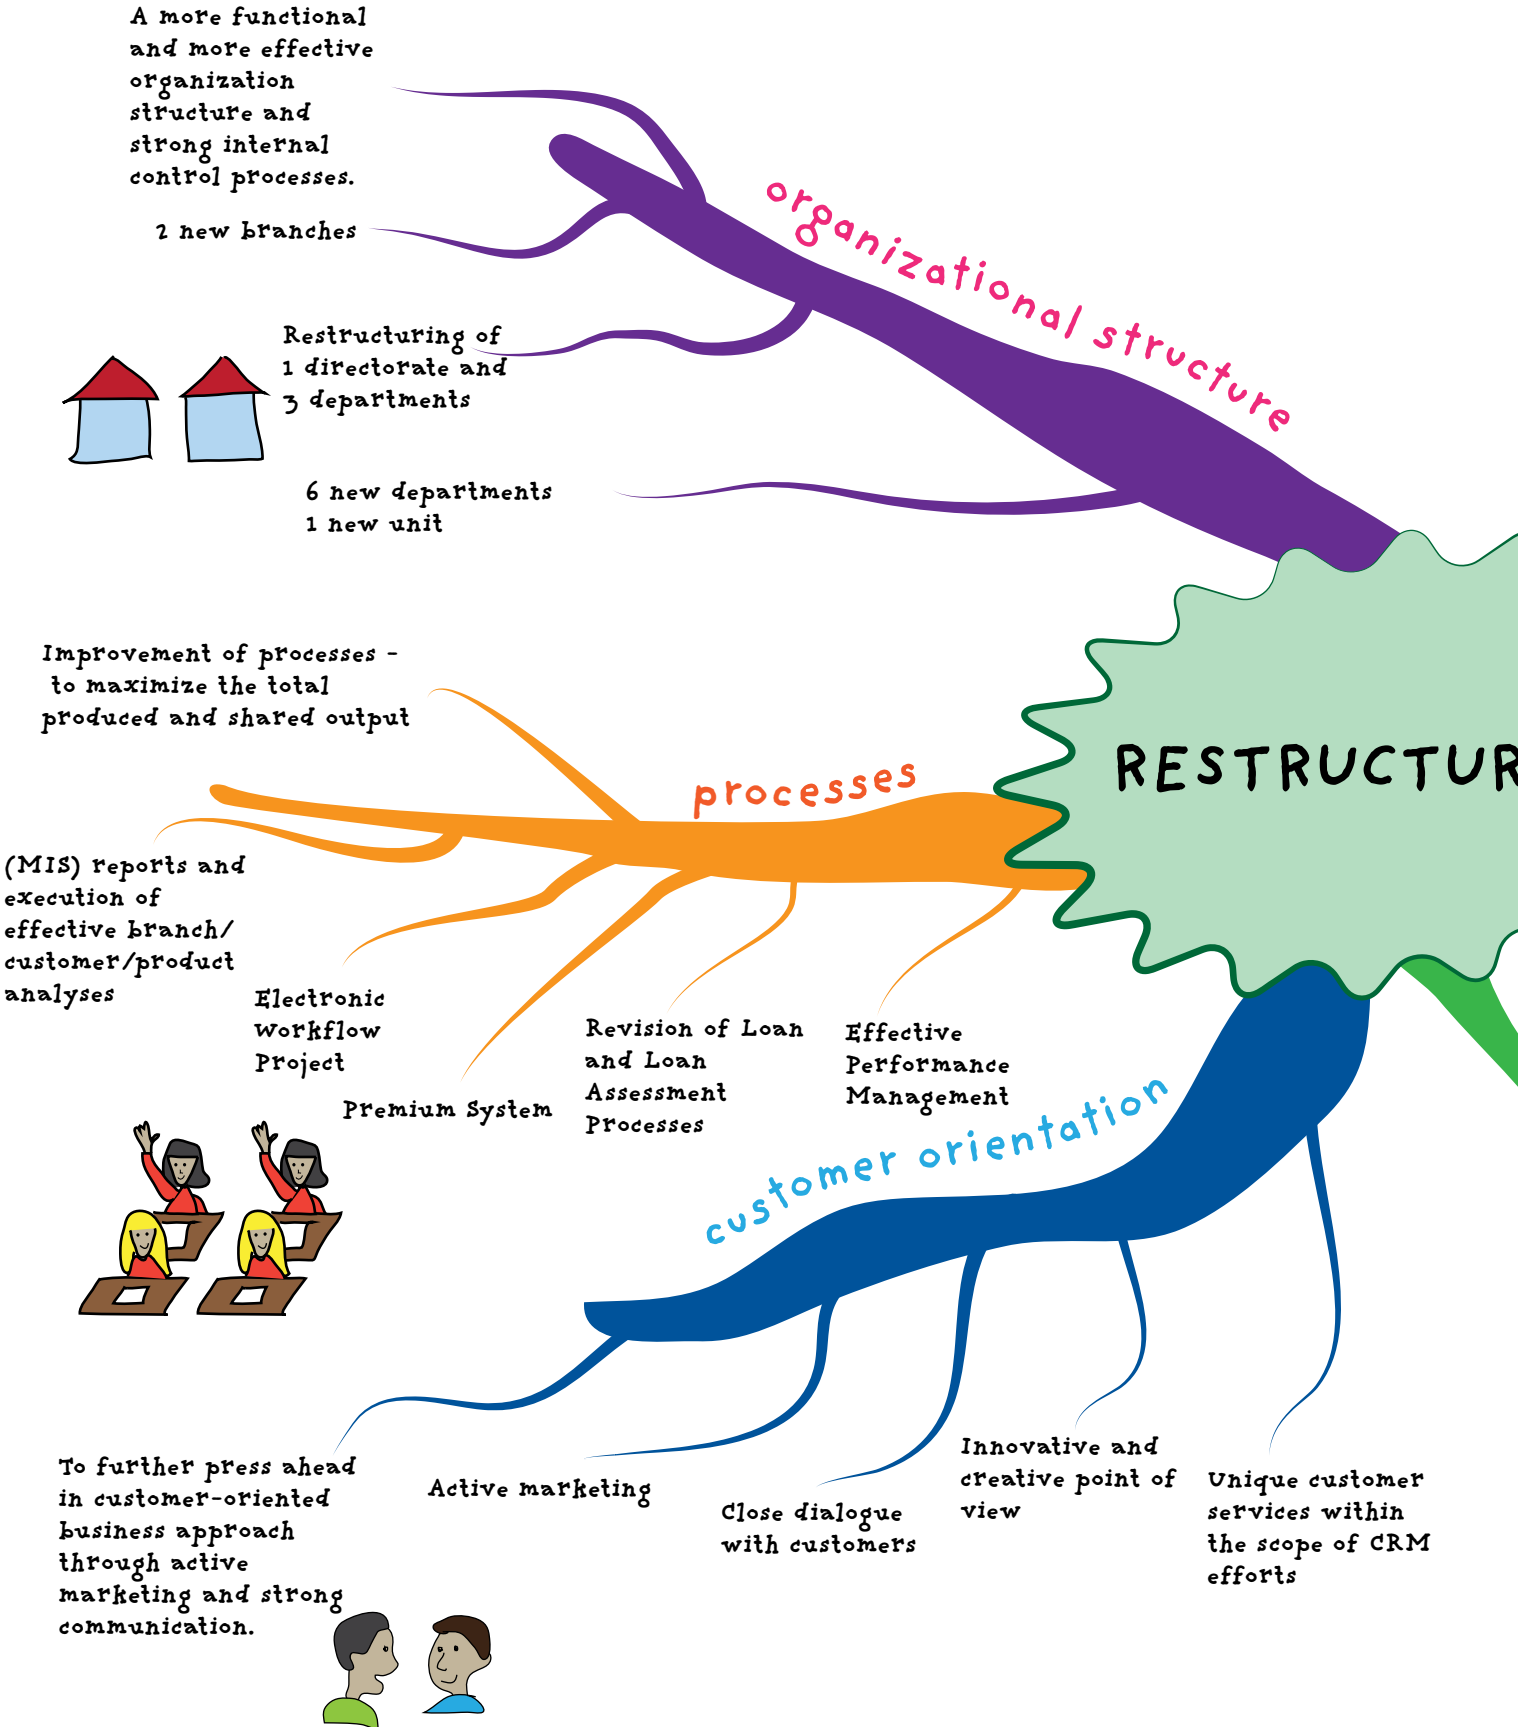 A more functional
and more effective
organization
structure and
strong internal
control processes.
2 new branches
Restructuring of
1 directorate and
3 departments
6 new departments
1 new unit
organizational structure
Improvement of processes -
to maximize the total
produced and shared output
processes
RESTRUCTUR
(MIS) reports and
execution of
effective branch/
customer/product
analyses
Electronic
Workflow
Project
Premium System
Revision of Loan
and Loan
Assessment
Processes
Effective
Performance
Management
customer orientation
To further press ahead
in customer-oriented
business approach
through active
marketing and strong
communication.
Active marketing
Close dialogue
with customers
Innovative and
creative point of
view
Unique customer
services within
the scope of CRM
efforts